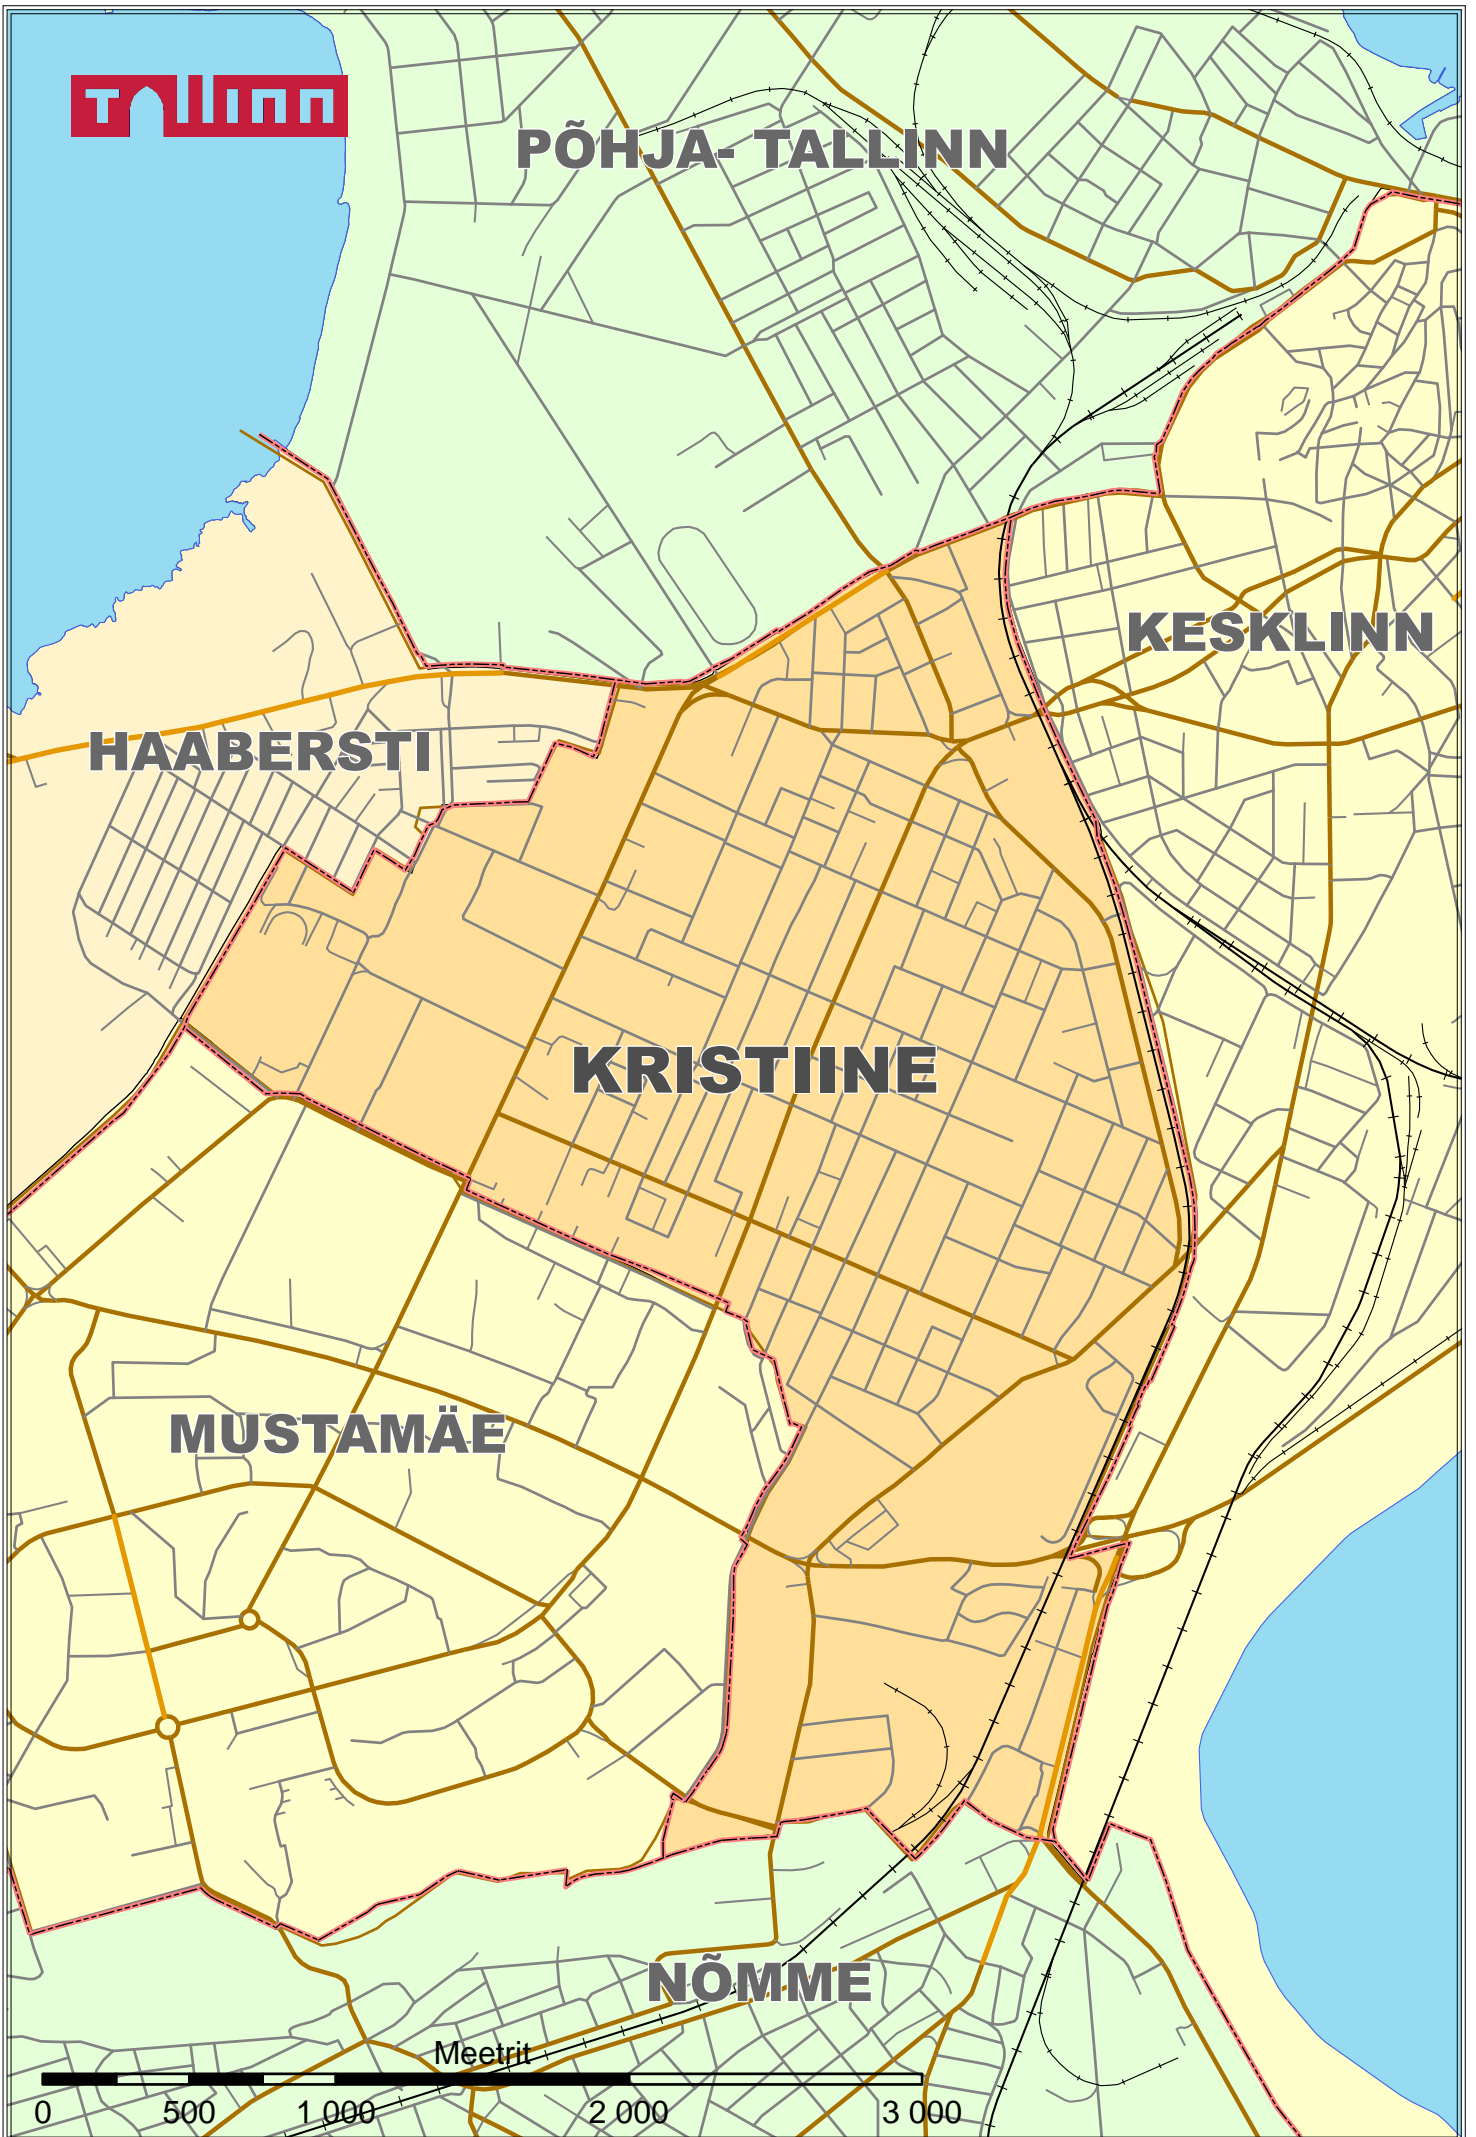 TALLINN
PÕHJA- TALLINN
KESKLINN
HAABERSTI
KRISTIINE
MUSTAMÄE
NÕMME
Meetrit
0 500 1 000 2 000 3 000